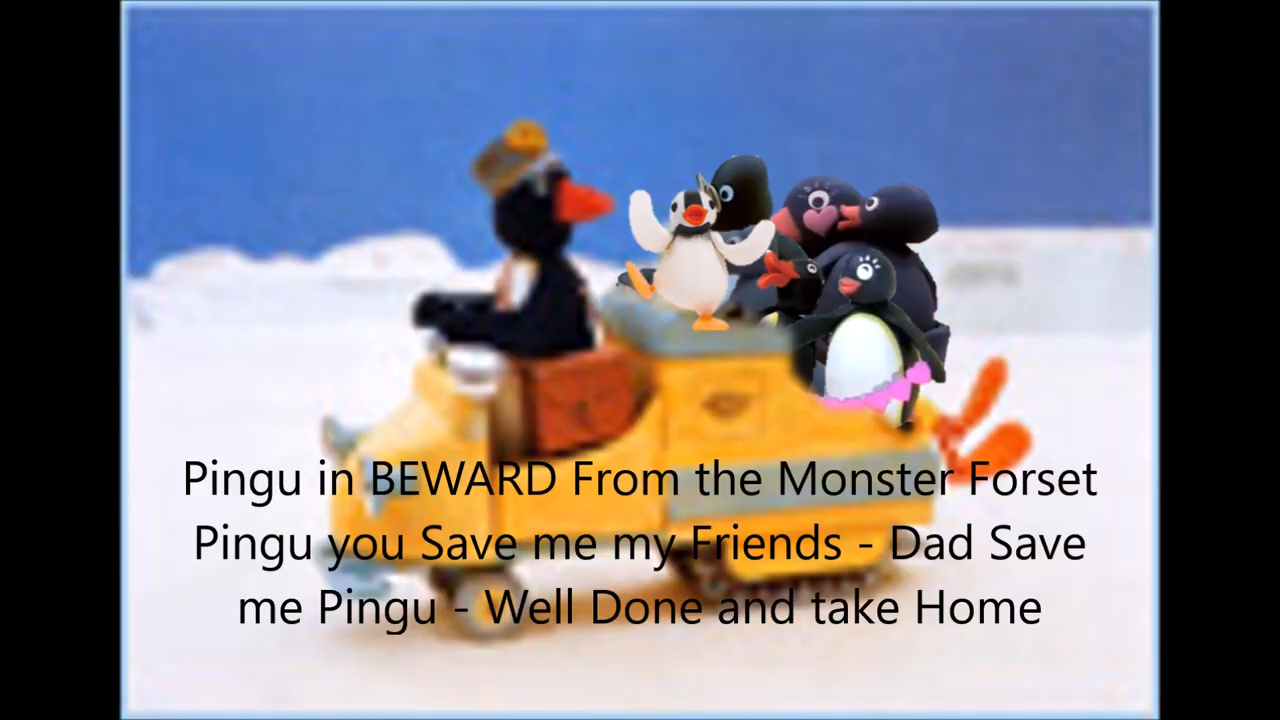 Pingu in BEWARD From the Monster Forset
Pingu you Save me my Friends - Dad Save
me Pingu - Well Done and take Home